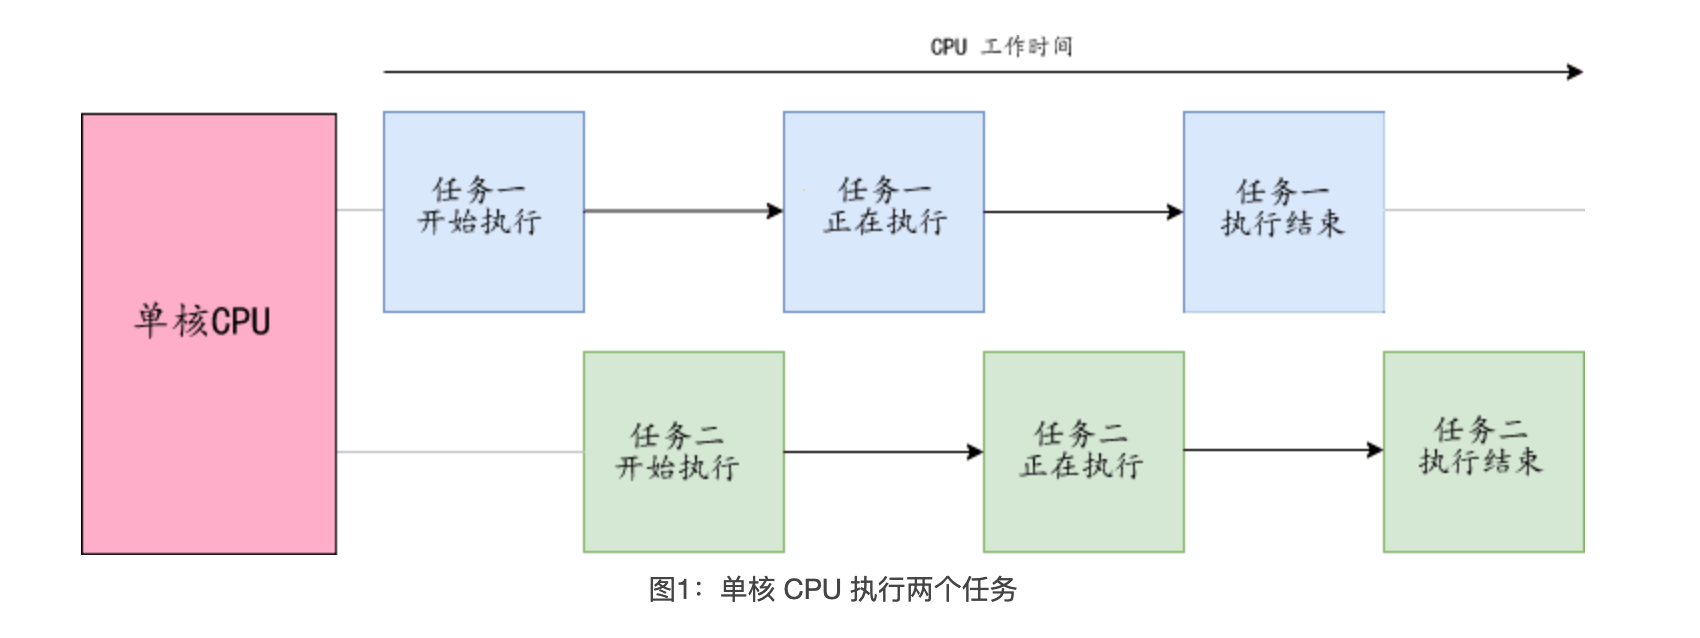 CPU 工作时间
单核CPU
任务一
开始执行
任务一
正在执行
任务一
执行结束
任务二
开始执行
任务二
正在执行
任务二
执行结束
图1：单核 CPU 执行两个任务